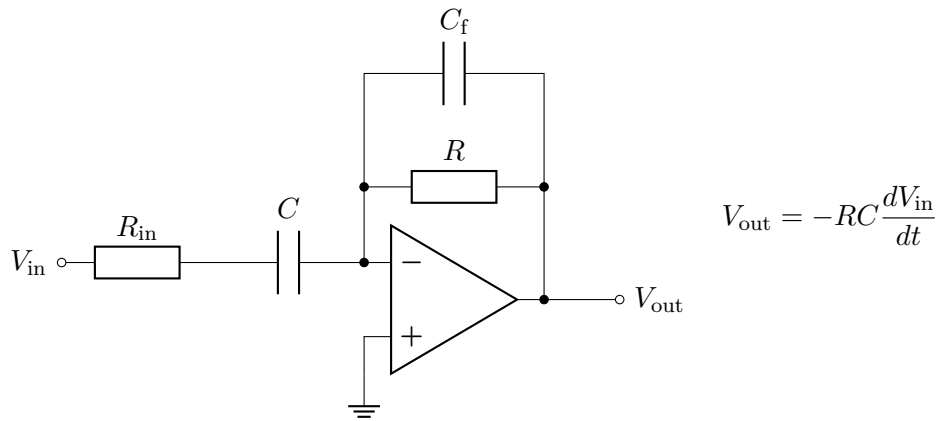 C_f
R
C
R_in
V_in
−
+
V_out
V_out = −RC dV_in/dt